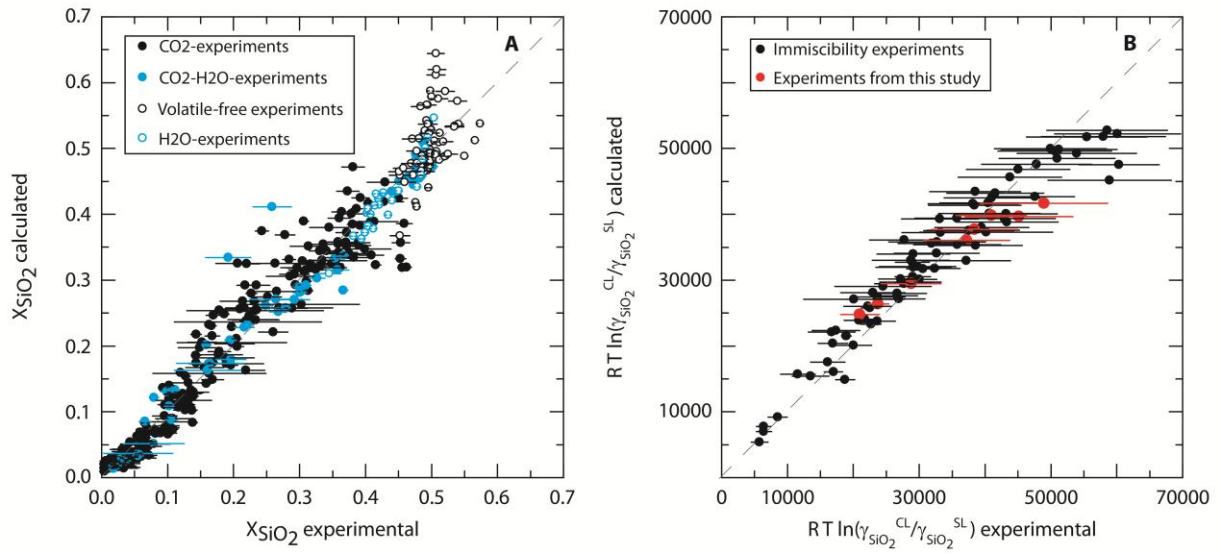 A
CO2-experiments
CO2-H2O-experiments
Volatile-free experiments
H2O-experiments
0.7
0.6
0.5
0.4
0.3
0.2
0.1
0.0
XSiO2 calculated
0.0 0.1 0.2 0.3 0.4 0.5 0.6 0.7
XSiO2 experimental
B
Immiscibility experiments
Experiments from this study
70000
50000
30000
10000
R T ln(γSiO2CL/γSiO2SL) calculated
0 10000 30000 50000 70000
R T ln(γSiO2CL/γSiO2SL) experimental